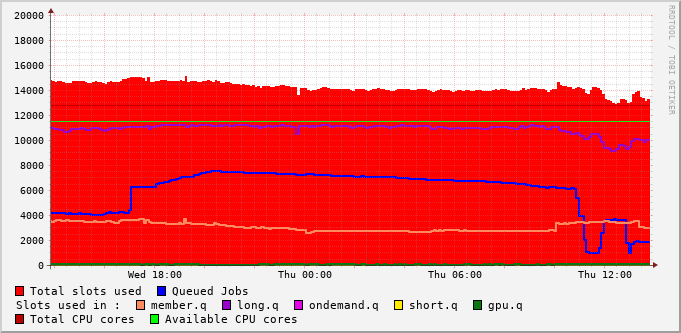 20000
18000
16000
14000
12000
10000
8000
6000
4000
2000
0
Wed 18:00 Thu 00:00 Thu 06:00 Thu 12:00
RRDTOOL / TOBI OETIKER
Total slots used Queued Jobs
Slots used in : member.q long.q ondemand.q short.q gpu.q
Total CPU cores Available CPU cores